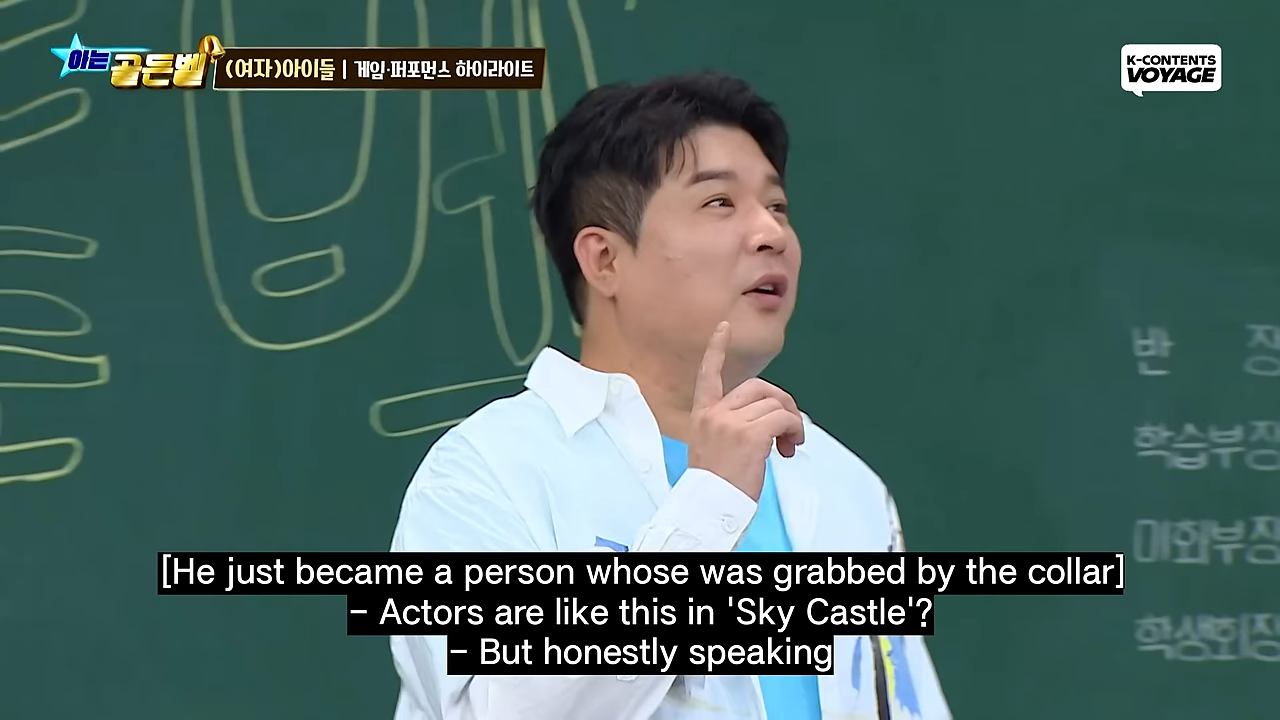 아는 골든벨
(여자)아이들 | 게임·퍼포먼스 하이라이트
K-CONTENTS
VOYAGE
반 장
학습부장
미화부장
학생회장
[He just became a person whose was grabbed by the collar]
- Actors are like this in 'Sky Castle'?
- But honestly speaking